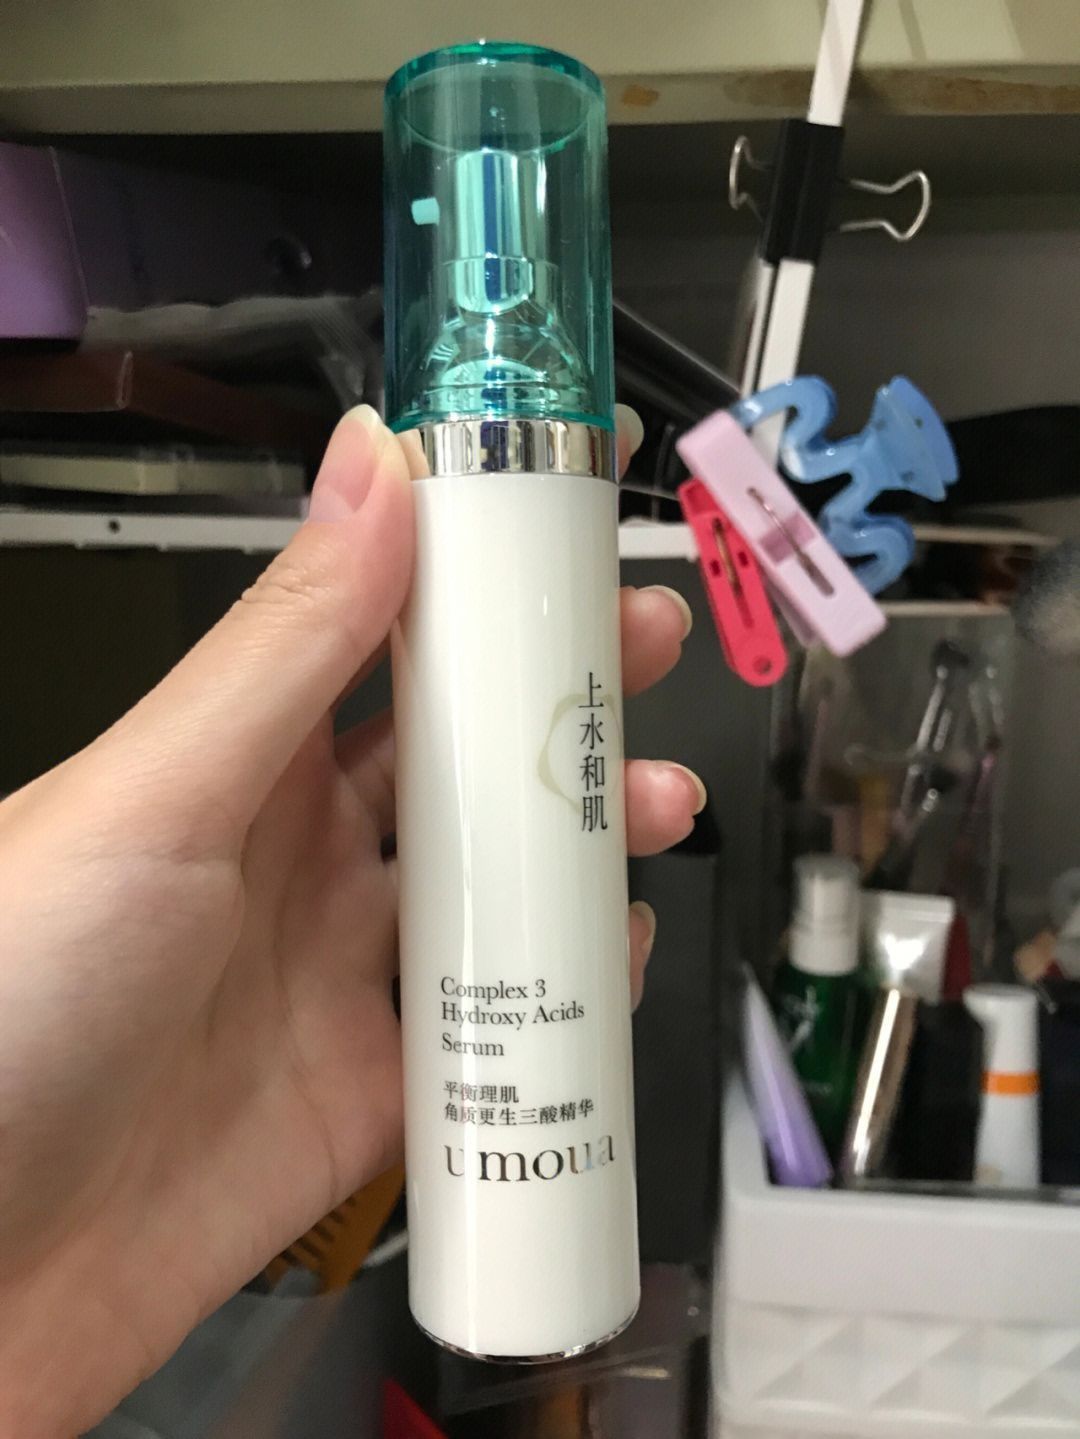 上水和肌
Complex 3
Hydroxy Acids
Serum
平衡理肌
角质更生三酸精华
umoua